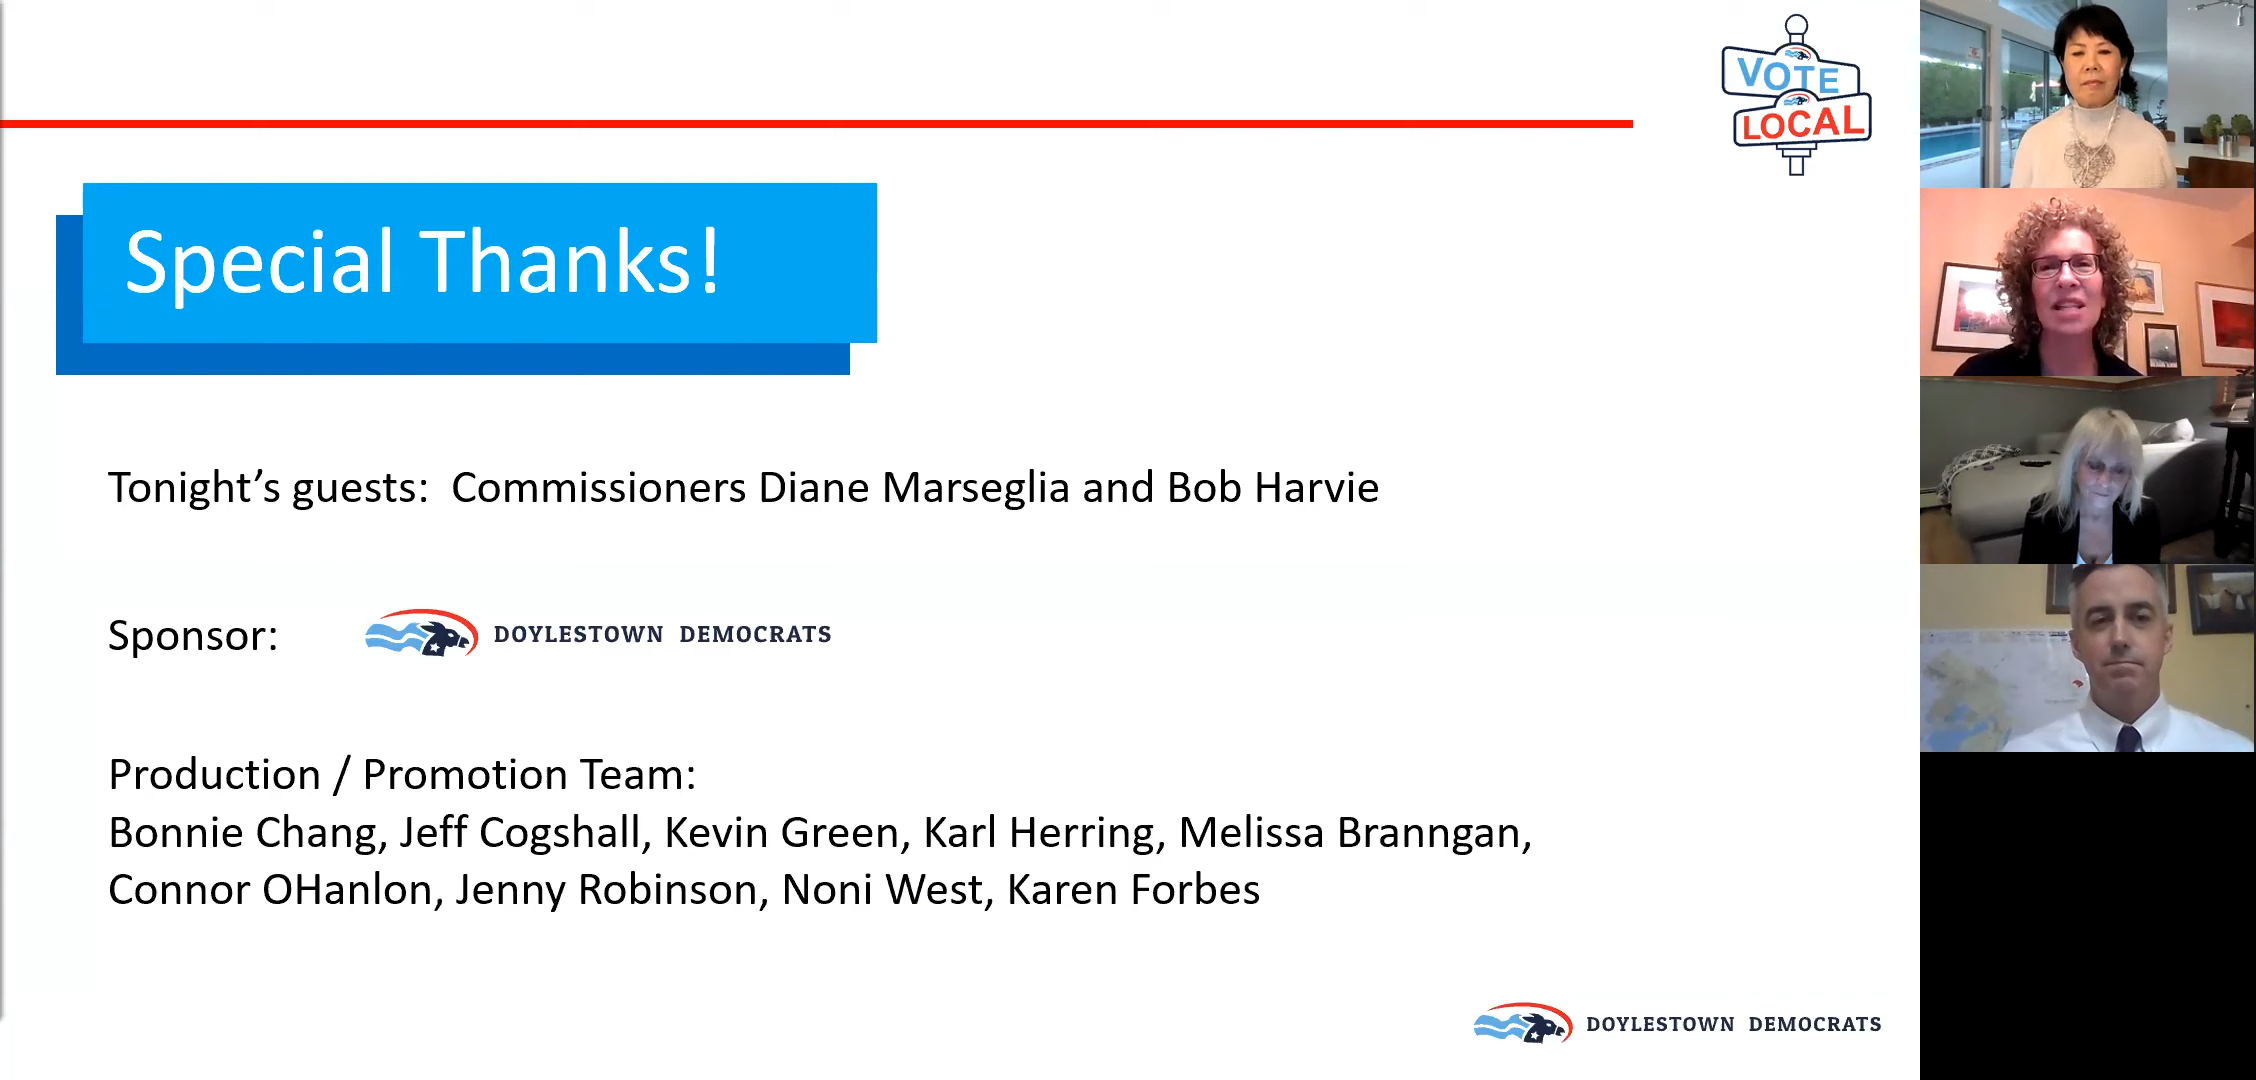 VOTE
LOCAL
Special Thanks!
Tonight's guests:  Commissioners Diane Marseglia and Bob Harvie
Sponsor: DOYLESTOWN DEMOCRATS
Production / Promotion Team:
Bonnie Chang, Jeff Cogshall, Kevin Green, Karl Herring, Melissa Branngan,
Connor OHanlon, Jenny Robinson, Noni West, Karen Forbes
DOYLESTOWN DEMOCRATS